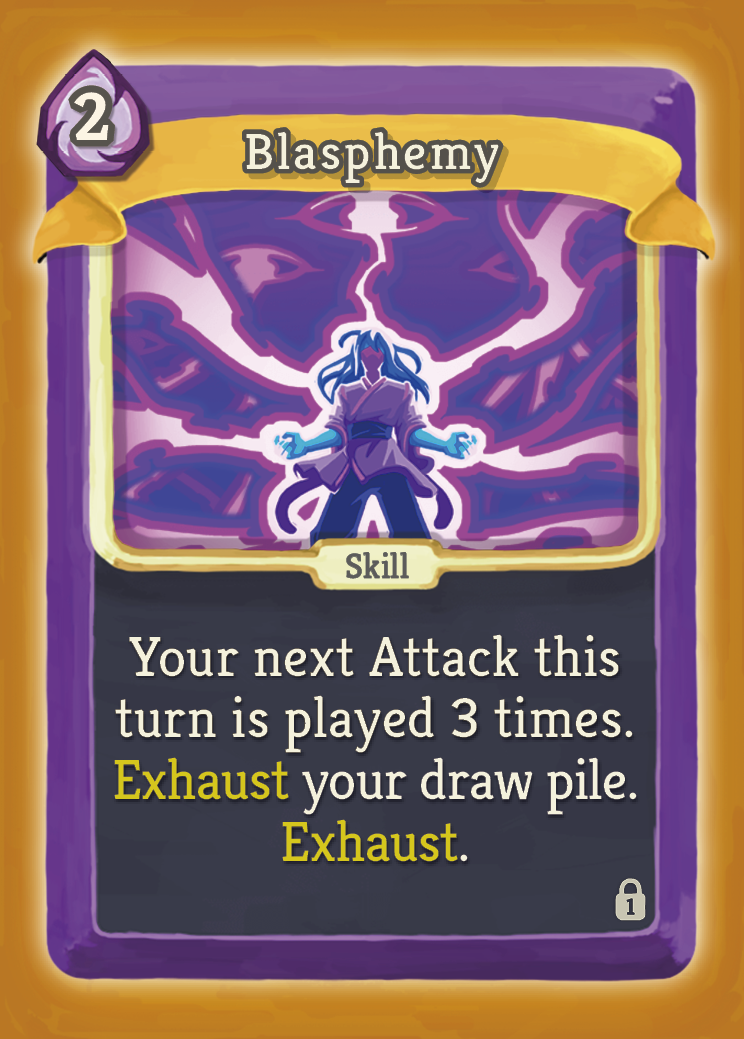 2
Blasphemy
Skill
Your next Attack this
turn is played 3 times.
Exhaust your draw pile.
Exhaust.
1